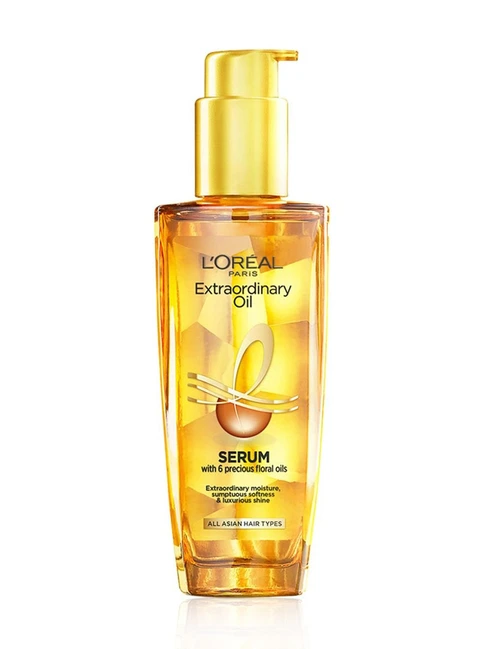 L'ORÉAL
PARIS
Extraordinary
Oil
SERUM
with 6 precious floral oils
Extraordinary moisture,
sumptuous softness
& luxurious shine
ALL ASIAN HAIR TYPES